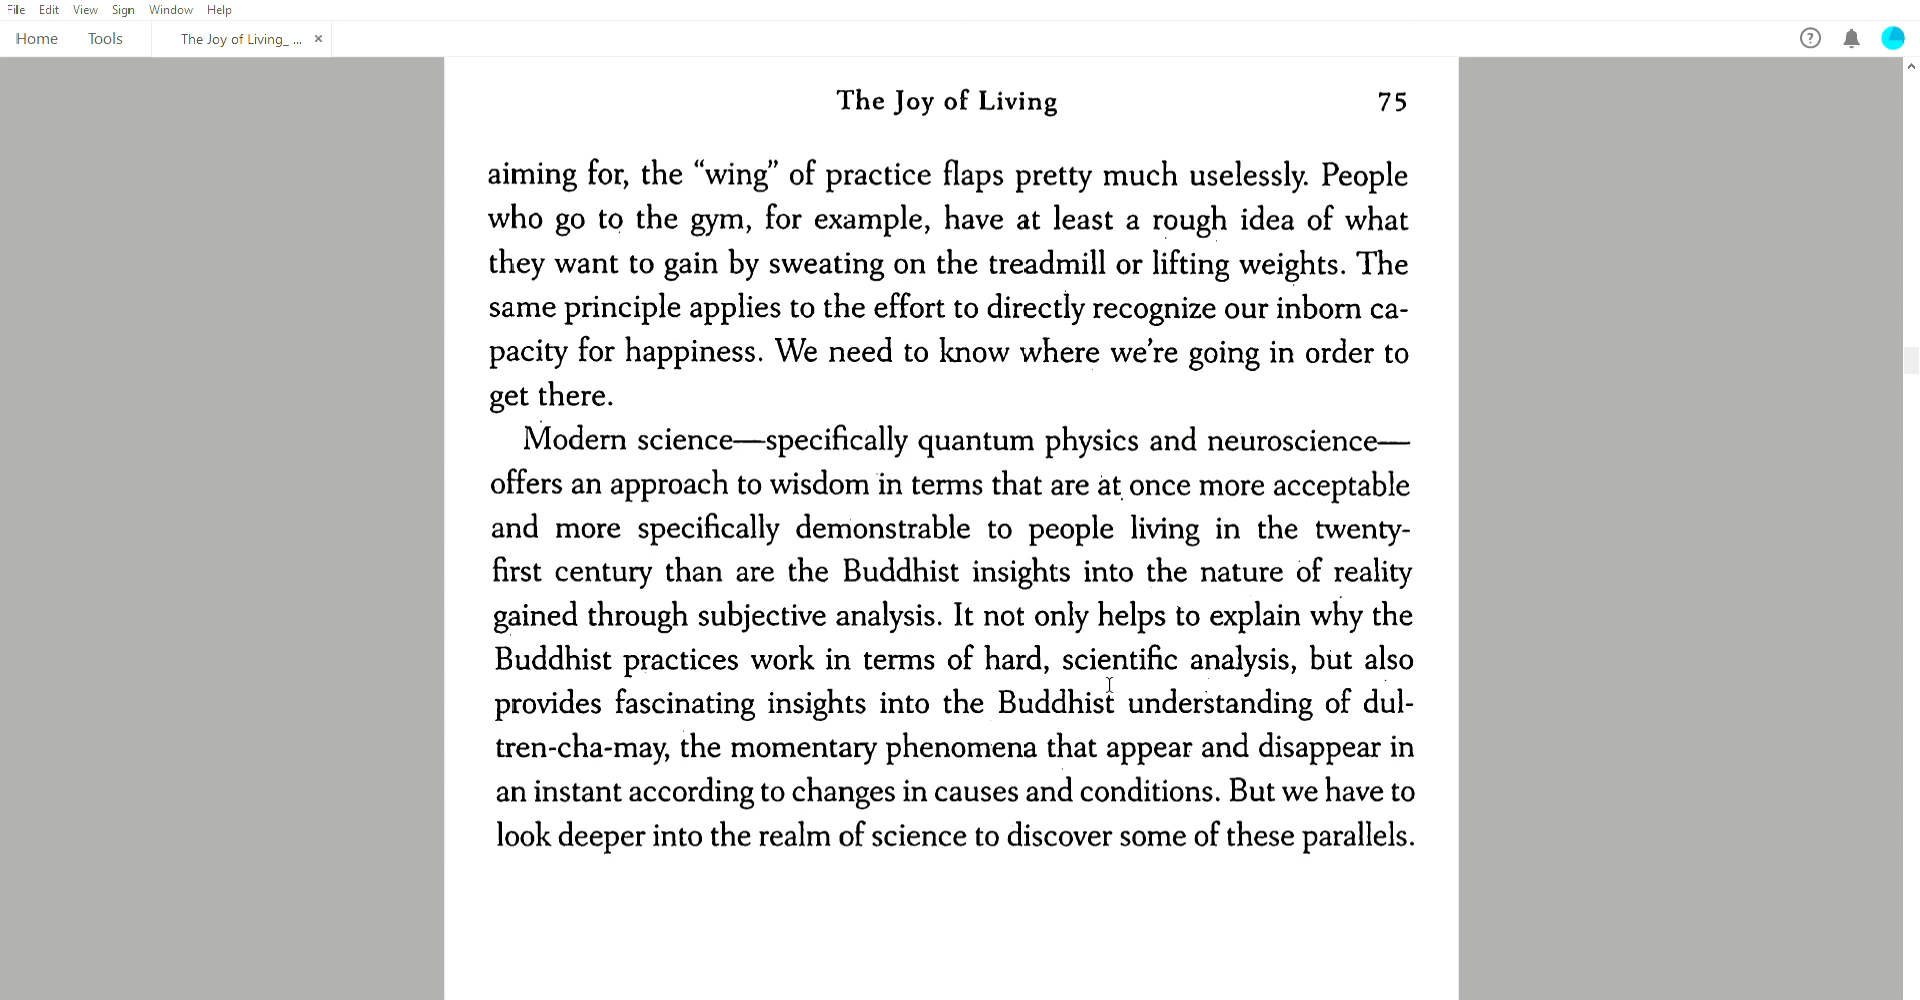 File Edit View Sign Window Help
Home Tools The Joy of Living_ ...
The Joy of Living 75
aiming for, the “wing” of practice flaps pretty much uselessly. People
who go to the gym, for example, have at least a rough idea of what
they want to gain by sweating on the treadmill or lifting weights. The
same principle applies to the effort to directly recognize our inborn ca-
pacity for happiness. We need to know where we’re going in order to
get there.
Modern science—specifically quantum physics and neuroscience—
offers an approach to wisdom in terms that are at once more acceptable
and more specifically demonstrable to people living in the twenty-
first century than are the Buddhist insights into the nature of reality
gained through subjective analysis. It not only helps to explain why the
Buddhist practices work in terms of hard, scientific analysis, but also
provides fascinating insights into the Buddhist understanding of dul-
tren-cha-may, the momentary phenomena that appear and disappear in
an instant according to changes in causes and conditions. But we have to
look deeper into the realm of science to discover some of these parallels.